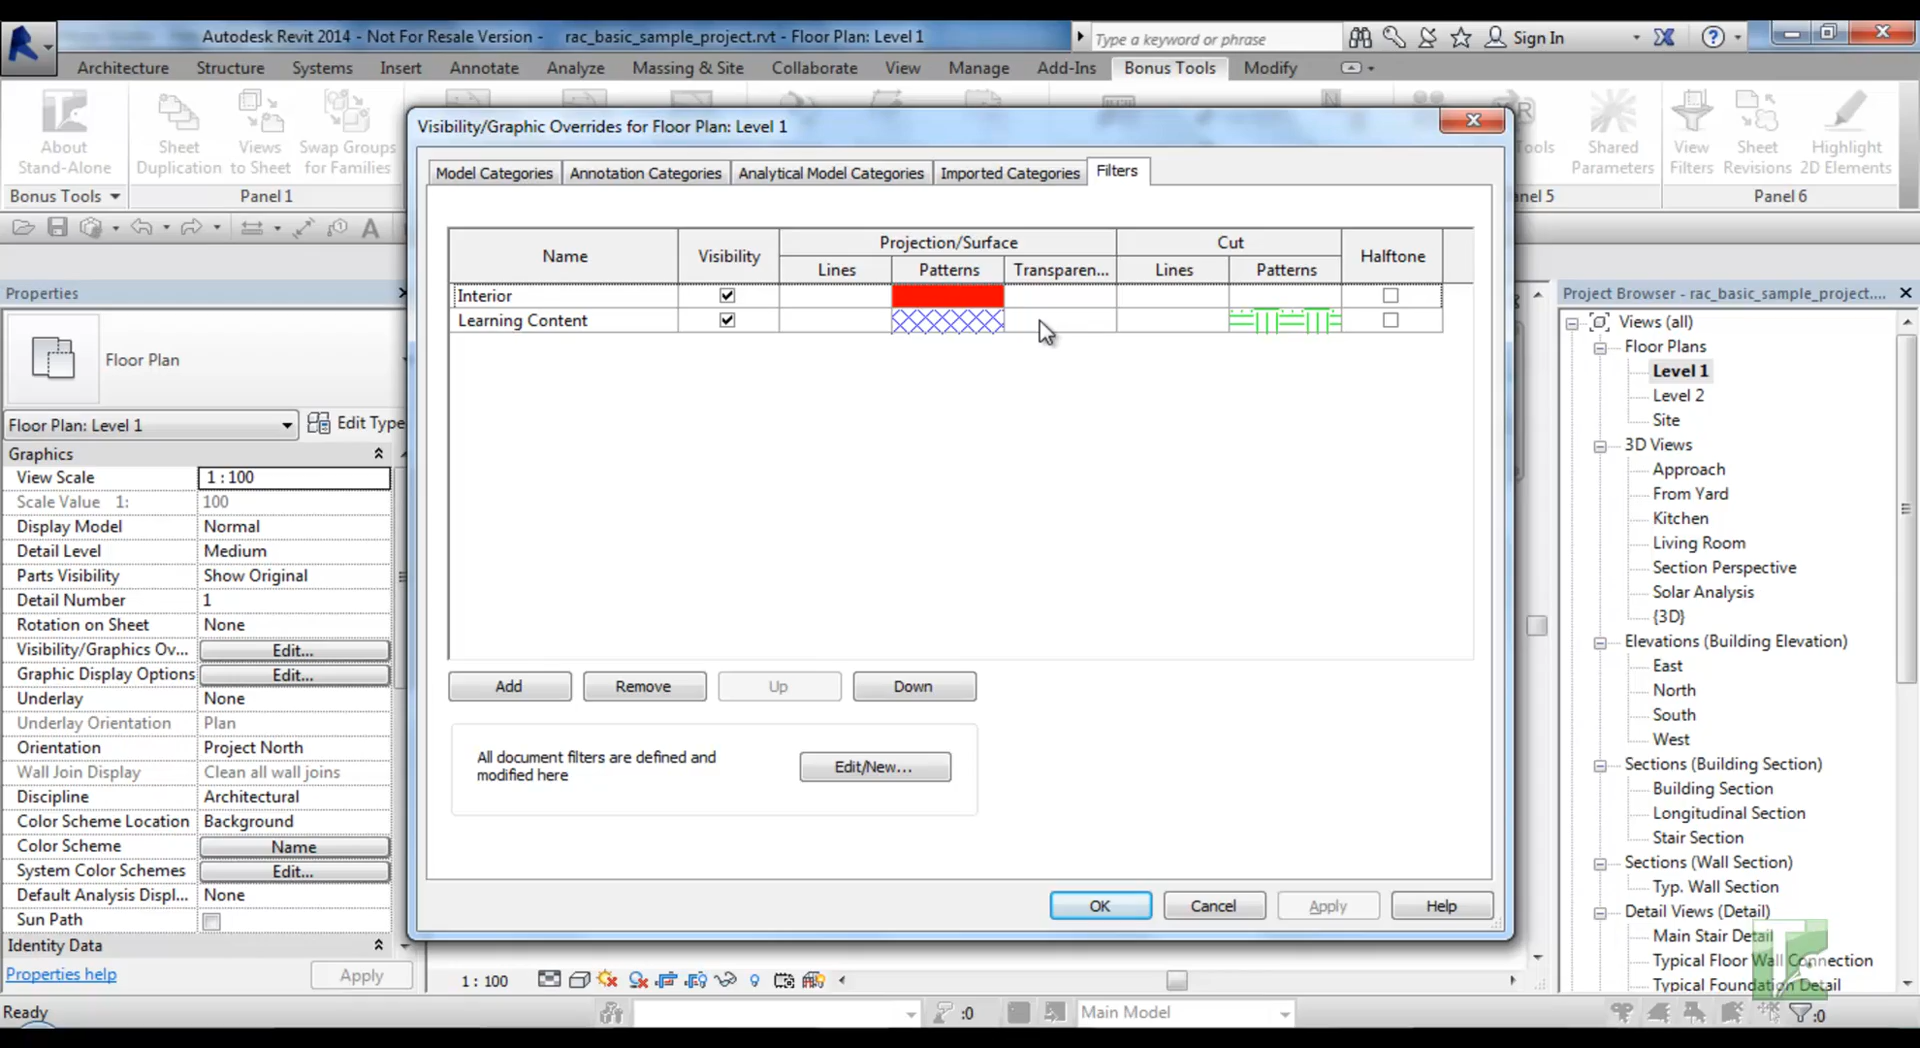 Autodesk Revit 2014 - Not For Resale Version - rac_basic_sample_project.rvt - Floor Plan: Level 1
Type a keyword or phrase
Sign In
Architecture Structure Systems Insert Annotate Analyze Massing & Site Collaborate View Manage Add-Ins Bonus Tools Modify
About Stand-Alone
Sheet Duplication
Views to Sheet
Swap Groups for Families
Tools
Shared Parameters
View Filters
Sheet Revisions
Highlight 2D Elements
Bonus Tools
Panel 1
nel 5
Panel 6
Visibility/Graphic Overrides for Floor Plan: Level 1
Model Categories Annotation Categories Analytical Model Categories Imported Categories Filters
Name Visibility Projection/Surface Cut Halftone
Lines Patterns Transparen... Lines Patterns
Interior
Learning Content
Add Remove Up Down
All document filters are defined and
modified here
Edit/New...
OK Cancel Apply Help
Properties
Floor Plan
Floor Plan: Level 1
Edit Type
Graphics
View Scale 1 : 100
Scale Value 1: 100
Display Model Normal
Detail Level Medium
Parts Visibility Show Original
Detail Number 1
Rotation on Sheet None
Visibility/Graphics Ov... Edit...
Graphic Display Options Edit...
Underlay None
Underlay Orientation Plan
Orientation Project North
Wall Join Display Clean all wall joins
Discipline Architectural
Color Scheme Location Background
Color Scheme Name
System Color Schemes Edit...
Default Analysis Displ... None
Sun Path
Identity Data
Properties help
Apply
Project Browser - rac_basic_sample_project....
Views (all)
Floor Plans
Level 1
Level 2
Site
3D Views
Approach
From Yard
Kitchen
Living Room
Section Perspective
Solar Analysis
{3D}
Elevations (Building Elevation)
East
North
South
West
Sections (Building Section)
Building Section
Longitudinal Section
Stair Section
Sections (Wall Section)
Typ. Wall Section
Detail Views (Detail)
Main Stair Detail
Typical Floor Wall Connection
Typical Foundation Detail
1 : 100
Ready
:0
Main Model
:0